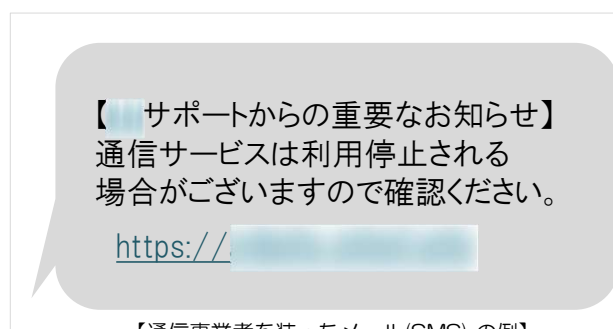 【 サポートからの重要なお知らせ】
通信サービスは利用停止される
場合がございますので確認ください。
https://
【通信事業者を装ったメール(SMS) の例】